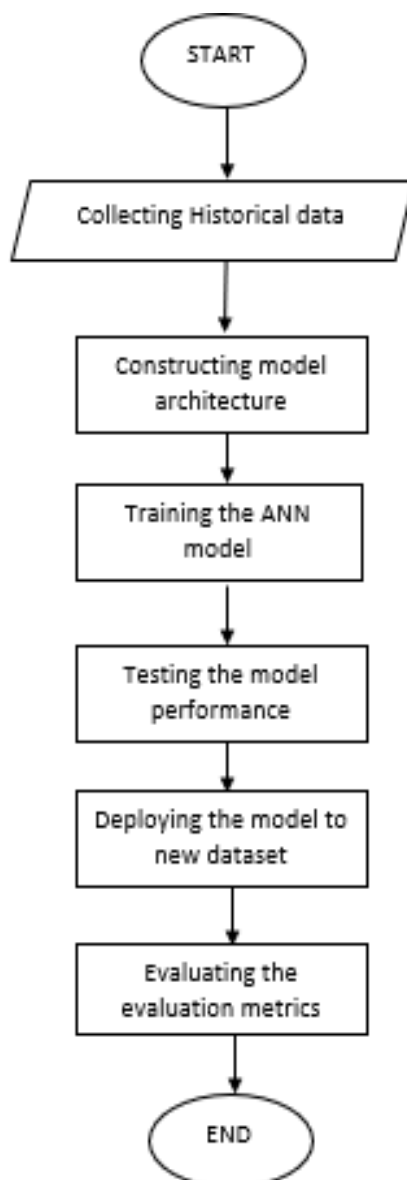 START
Collecting Historical data
Constructing model
architecture
Training the ANN
model
Testing the model
performance
Deploying the model to
new dataset
Evaluating the
evaluation metrics
END